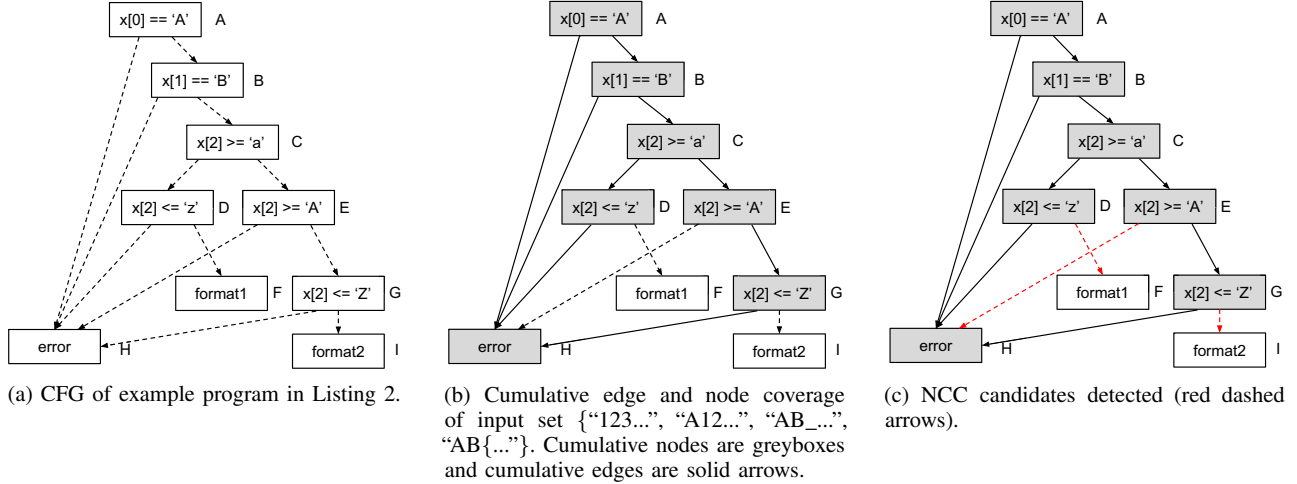 x[0] == ‘A’ A
x[1] == ‘B’ B
x[2] >= ‘a’ C
x[2] <= ‘z’ D x[2] >= ‘A’ E
format1 F x[2] <= ‘Z’ G
error H format2 I
(a) CFG of example program in Listing 2.
x[0] == ‘A’ A
x[1] == ‘B’ B
x[2] >= ‘a’ C
x[2] <= ‘z’ D x[2] >= ‘A’ E
format1 F x[2] <= ‘Z’ G
error H format2 I
(b) Cumulative edge and node coverage
of input set {“123...”, “A12...”, “AB_...”,
“AB{...”}. Cumulative nodes are greyboxes
and cumulative edges are solid arrows.
x[0] == ‘A’ A
x[1] == ‘B’ B
x[2] >= ‘a’ C
x[2] <= ‘z’ D x[2] >= ‘A’ E
format1 F x[2] <= ‘Z’ G
error H format2 I
(c) NCC candidates detected (red dashed
arrows).